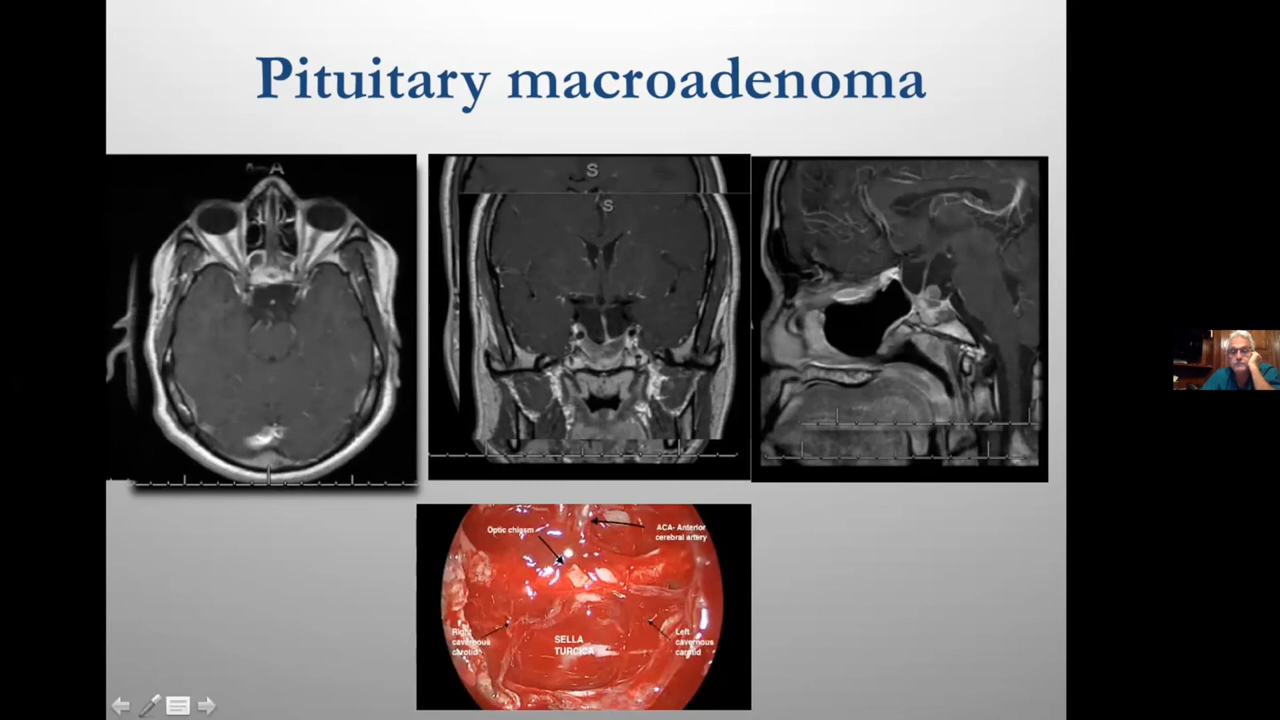 Pituitary macroadenoma
A
S
S
Optic chiasm
ACA- Anterior
cerebral artery
Right
cavernous
carotid
SELLA
TURCICA
Left
cavernous
carotid